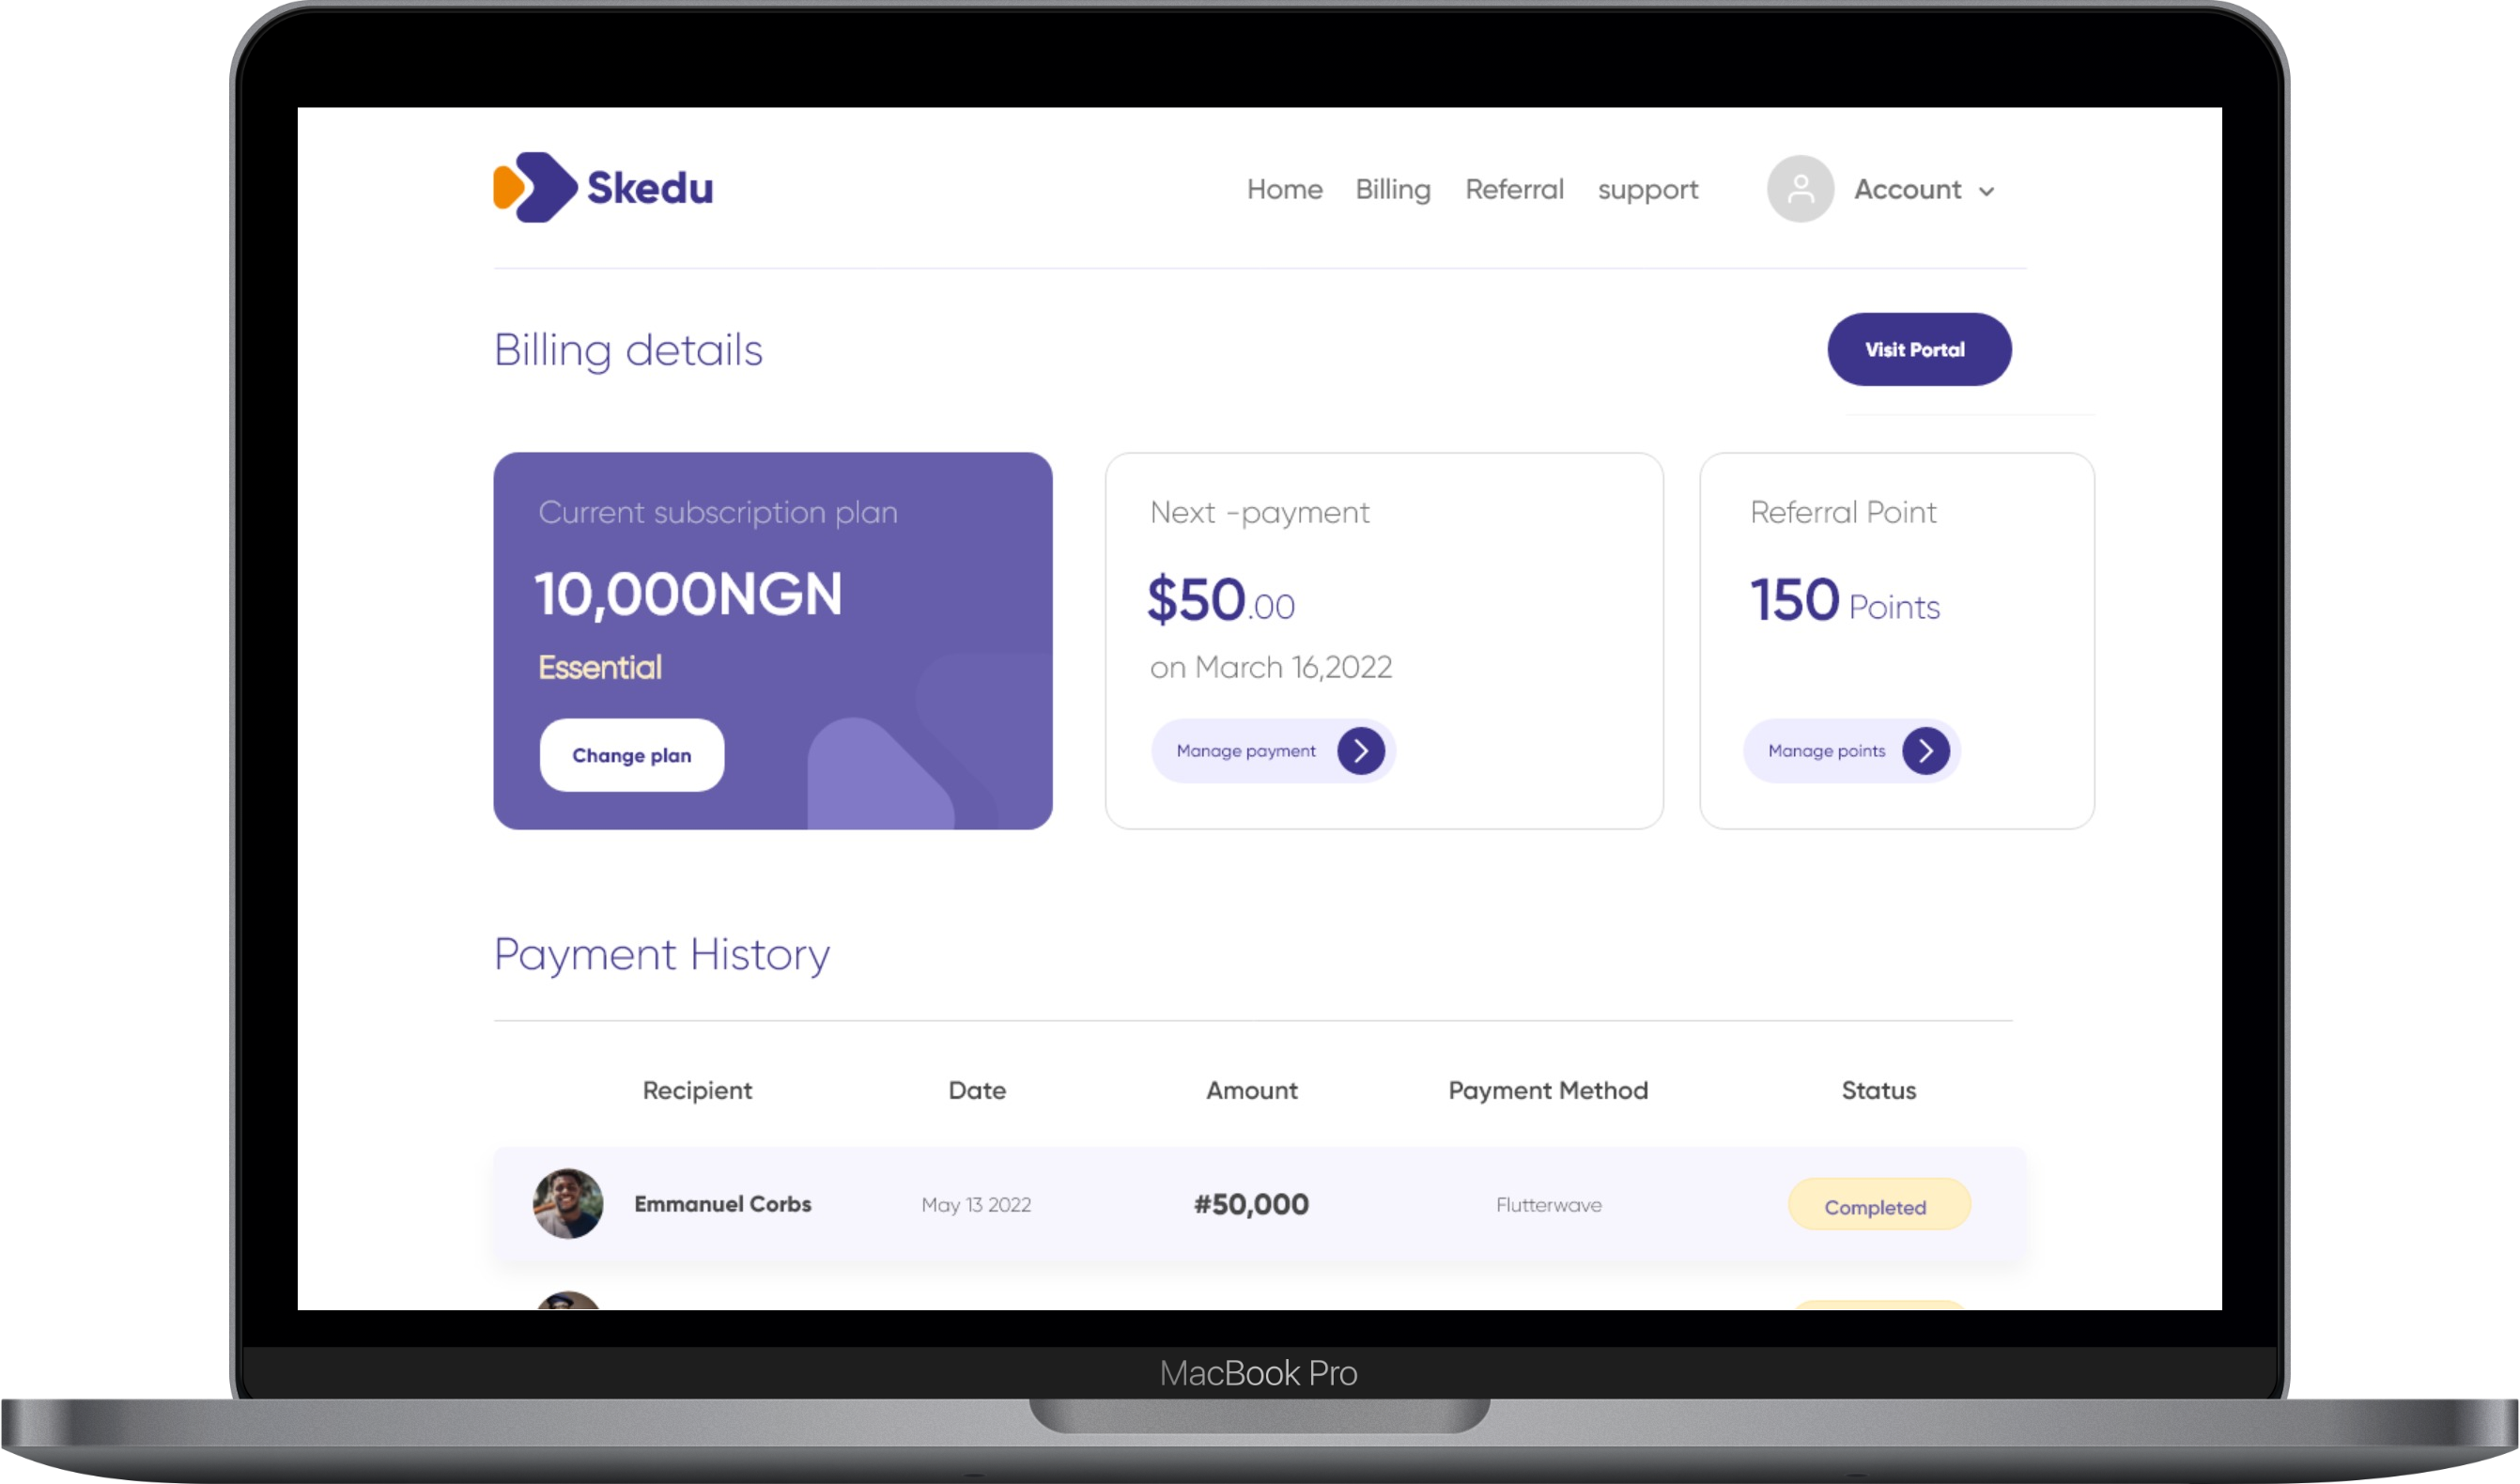 Skedu
Home Billing Referral support Account
Billing details
Visit Portal
Current subscription plan
10,000NGN
Essential
Change plan
Next -payment
$50.00
on March 16,2022
Manage payment
Referral Point
150 Points
Manage points
Payment History
Recipient Date Amount Payment Method Status
Emmanuel Corbs May 13 2022 #50,000 Flutterwave Completed
MacBook Pro